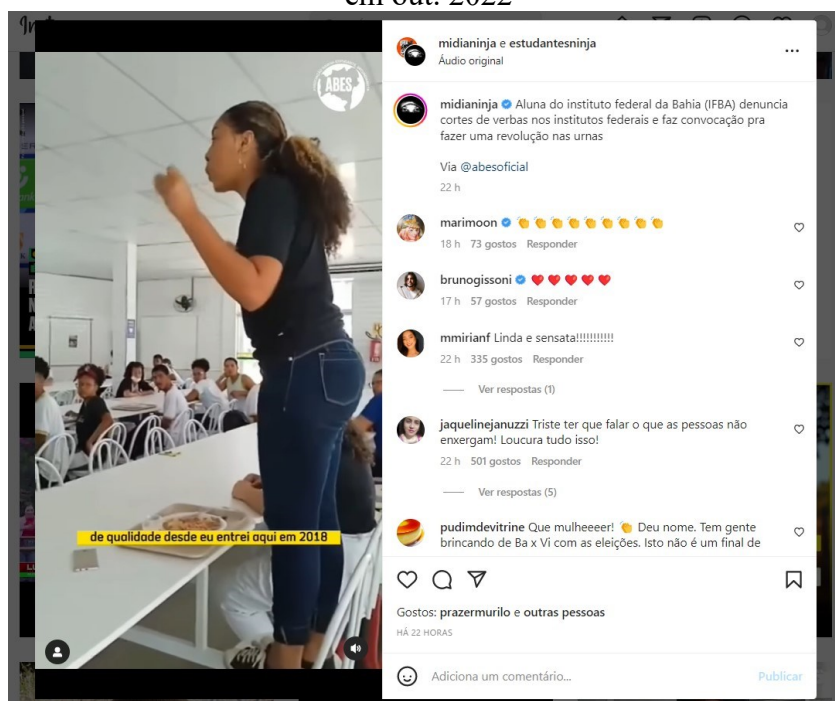 em out. 2022
ABES
de qualidade desde eu entrei aqui em 2018
midianinja e estudantesninja
Áudio original
midianinja Aluna do instituto federal da Bahia (IFBA) denuncia
cortes de verbas nos institutos federais e faz convocação pra
fazer uma revolução nas urnas
Via @abesoficial
22 h
marimoon 👏👏👏👏👏👏👏👏👏
18 h 73 gostos Responder
brunogissoni ❤❤❤❤❤
17 h 57 gostos Responder
mmirianf Linda e sensata!!!!!!!!!!!
22 h 335 gostos Responder
Ver respostas (1)
jaquelinejanuzzi Triste ter que falar o que as pessoas não
enxergam! Loucura tudo isso!
22 h 501 gostos Responder
Ver respostas (5)
pudimdevitrine Que mulheeeer! 👏 Deu nome. Tem gente
brincando de Ba x Vi com as eleições. Isto não é um final de
Gostos: prazermurilo e outras pessoas
HÁ 22 HORAS
Adiciona um comentário...
Publicar